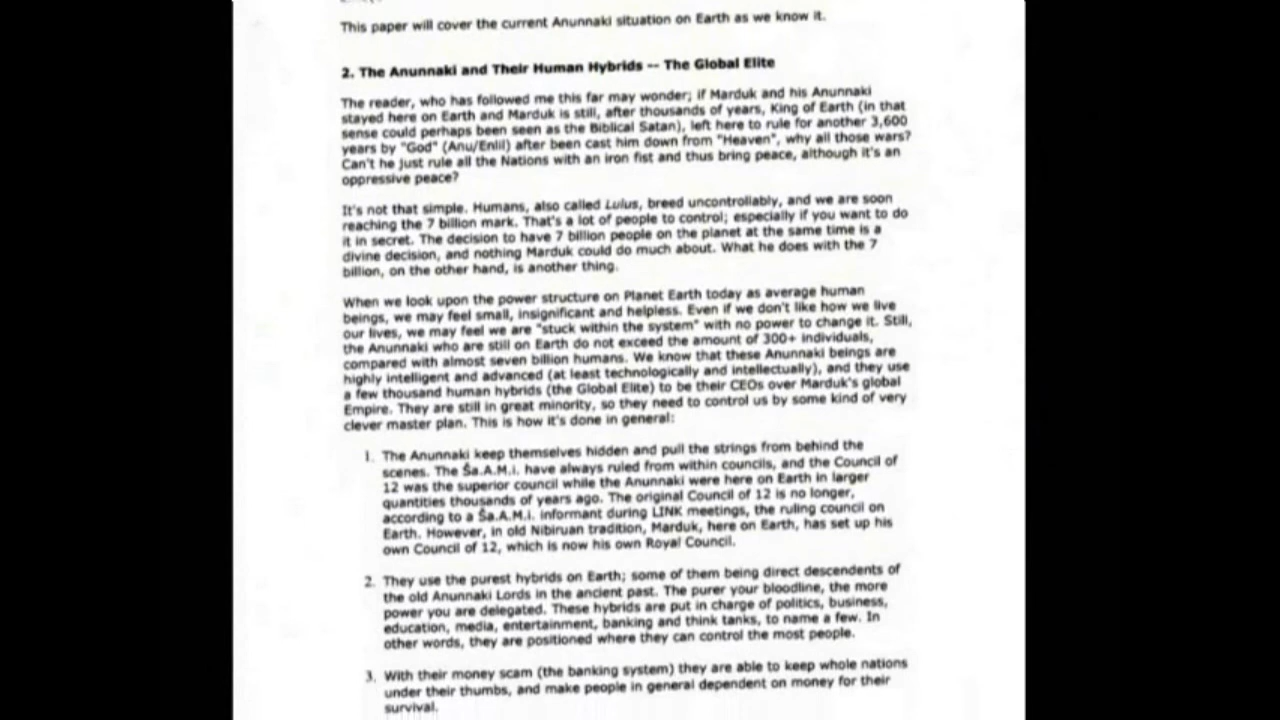 This paper will cover the current Anunnaki situation on Earth as we know it.
2. The Anunnaki and Their Human Hybrids -- The Global Elite
The reader, who has followed me this far may wonder; if Marduk and his Anunnaki
stayed here on Earth and Marduk is still, after thousands of years, King of Earth (in that
sense could perhaps been seen as the Biblical Satan), left here to rule for another 3,600
years by "God" (Anu/Enlil) after been cast him down from "Heaven", why all those wars?
Can't he just rule all the Nations with an iron fist and thus bring peace, although it's an
oppressive peace?
It's not that simple. Humans, also called Lulus, breed uncontrollably, and we are soon
reaching the 7 billion mark. That's a lot of people to control; especially if you want to do
it in secret. The decision to have 7 billion people on the planet at the same time is a
divine decision, and nothing Marduk could do much about. What he does with the 7
billion, on the other hand, is another thing.
When we look upon the power structure on Planet Earth today as average human
beings, we may feel small, insignificant and helpless. Even if we don't like how we live
our lives, we may feel we are "stuck within the system" with no power to change it. Still,
the Anunnaki who are still on Earth do not exceed the amount of 300+ individuals,
compared with almost seven billion humans. We know that these Anunnaki beings are
highly intelligent and advanced (at least technologically and intellectually), and they use
a few thousand human hybrids (the Global Elite) to be their CEOs over Marduk's global
Empire. They are still in great minority, so they need to control us by some kind of very
clever master plan. This is how it's done in general:
1. The Anunnaki keep themselves hidden and pull the strings from behind the
scenes. The Ša.A.M.i. have always ruled from within councils, and the Council of
12 was the superior council while the Anunnaki were here on Earth in larger
quantities thousands of years ago. The original Council of 12 is no longer,
according to a Ša.A.M.i. informant during LINK meetings, the ruling council on
Earth. However, in old Nibiruan tradition, Marduk, here on Earth, has set up his
own Council of 12, which is now his own Royal Council.
2. They use the purest hybrids on Earth; some of them being direct descendents of
the old Anunnaki Lords in the ancient past. The purer your bloodline, the more
power you are delegated. These hybrids are put in charge of politics, business,
education, media, entertainment, banking and think tanks, to name a few. In
other words, they are positioned where they can control the most people.
3. With their money scam (the banking system) they are able to keep whole nations
under their thumbs, and make people in general dependent on money for their
survival.